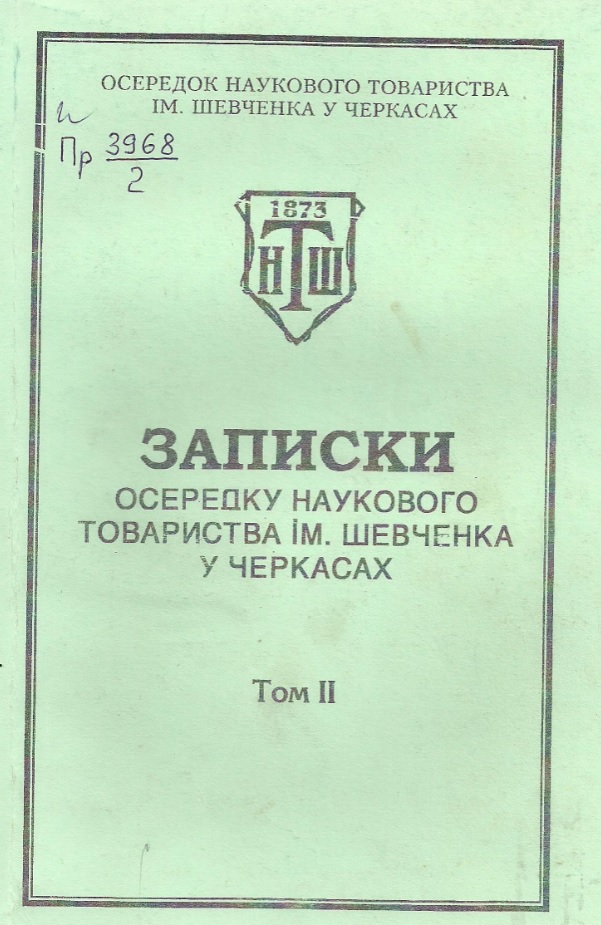 ОСЕРЕДОК НАУКОВОГО ТОВАРИСТВА
ІМ. ШЕВЧЕНКА У ЧЕРКАСАХ
и
Пр 3968
2
1873
НТШ
ЗАПИСКИ
ОСЕРЕДКУ НАУКОВОГО
ТОВАРИСТВА ІМ. ШЕВЧЕНКА
У ЧЕРКАСАХ
Том II